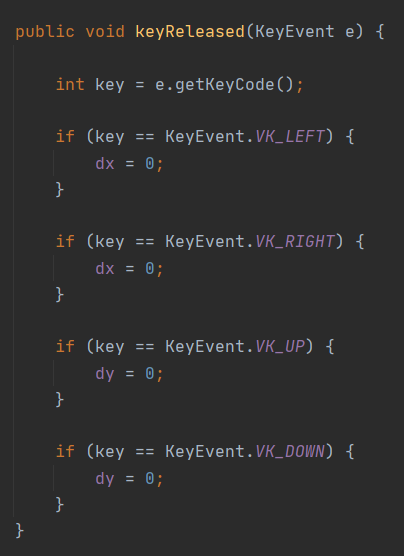 public void keyReleased(KeyEvent e) {
int key = e.getKeyCode();
if (key == KeyEvent.VK_LEFT) {
dx = 0;
}
if (key == KeyEvent.VK_RIGHT) {
dx = 0;
}
if (key == KeyEvent.VK_UP) {
dy = 0;
}
if (key == KeyEvent.VK_DOWN) {
dy = 0;
}
}